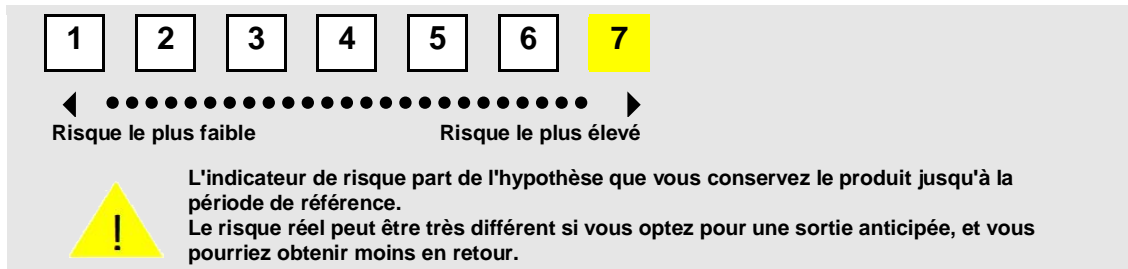 1 2 3 4 5 6 7
Risque le plus faible Risque le plus élevé
L'indicateur de risque part de l'hypothèse que vous conservez le produit jusqu'à la
période de référence.
Le risque réel peut être très différent si vous optez pour une sortie anticipée, et vous
pourriez obtenir moins en retour.
!